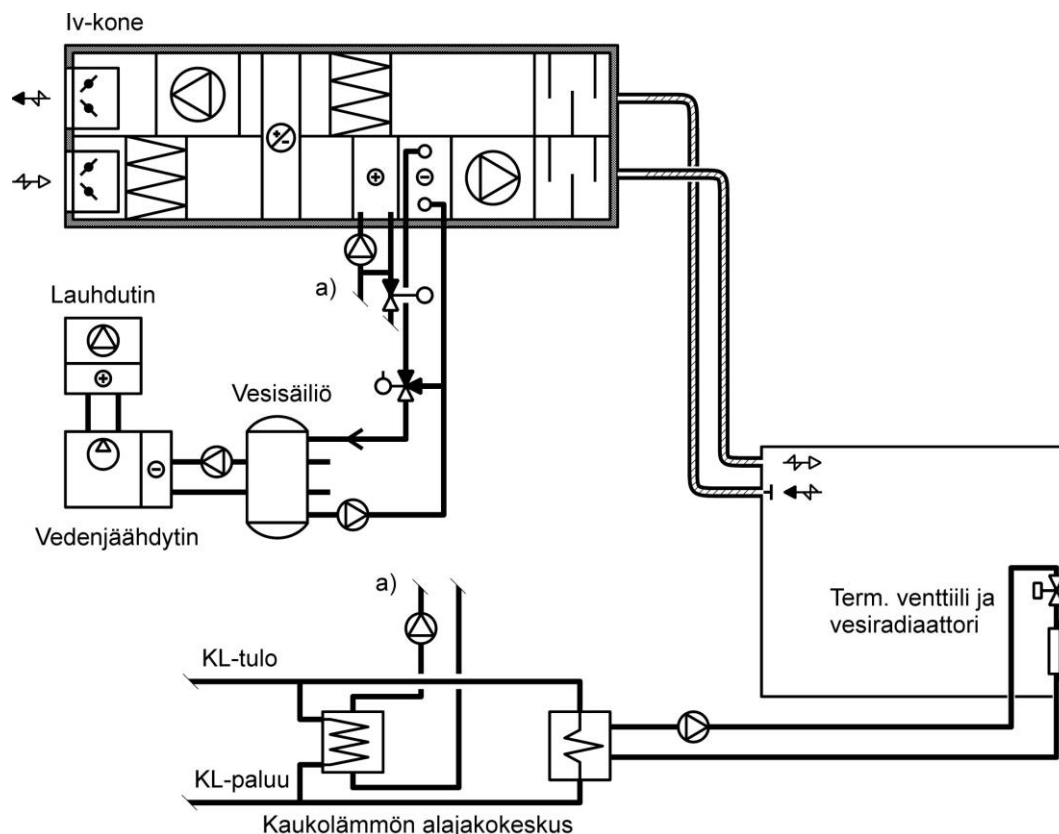 Iv-kone
a)
Lauhdutin
Vesisäiliö
Vedenjäähdytin
a)
Term. venttiili ja
vesiradiaattori
KL-tulo
KL-paluu
Kaukolämmön alajakokeskus